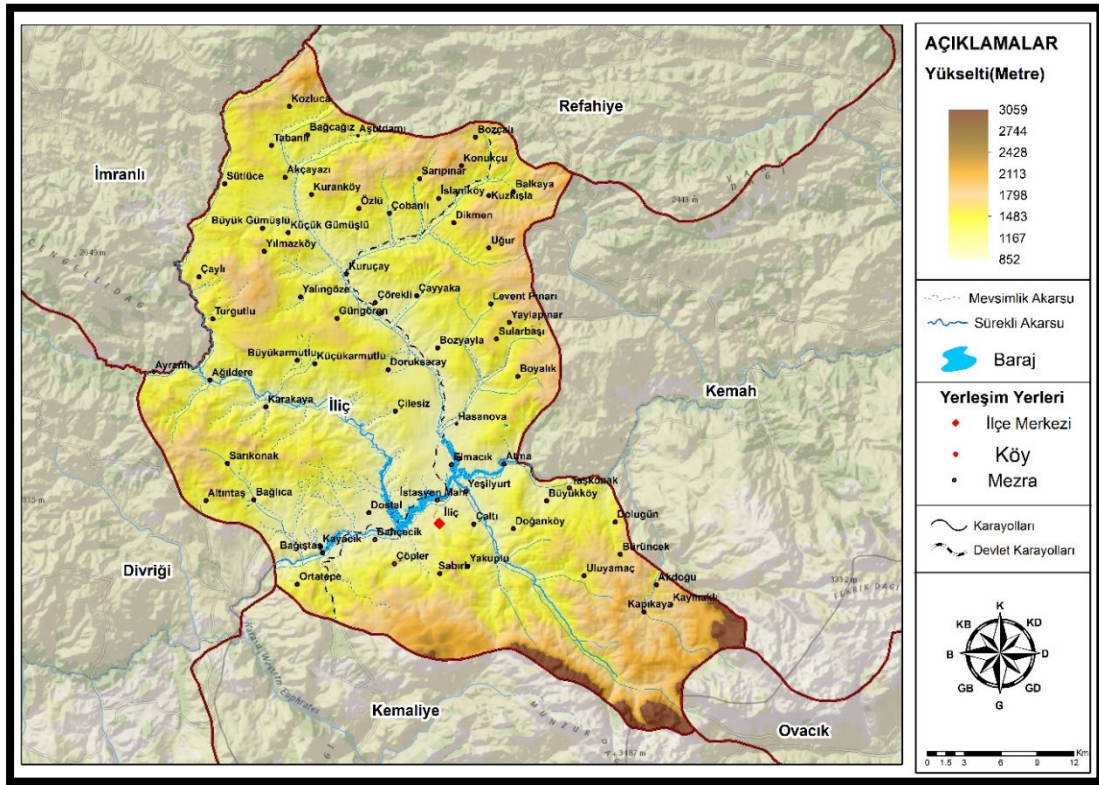 Refahiye
İmranlı
Kemah
Divriği
Kemaliye
Ovacık
İliç
2443 m
2649 m
3187 m
Kozluca
Bağcağız
Aşutdamı
Bozçalı
Tabanlı
Konukçu
Sütlüce
Akçayazı
Sarıpınar
Kuranköy
İslamköy
Balkaya
Kuzkışla
Özlü
Çobanlı
Büyük Gümüşlü
Küçük Gümüşlü
Dikmen
Yılmazköy
Uğur
Kuruçay
Çaylı
Yalıngöze
Çörekli
Çayyaka
Levent Pınarı
Turgutlu
Güngören
Yaylapınar
Sularbaşı
Bozyayla
Büyükarmutlu
Küçükarmutlu
Doruksaray
Ayranlı
Ağıldere
Boyalık
Karakaya
Çilesiz
Hasanova
Sarıkonak
Elmacık
Atma
Altıntaş
Bağlıca
İstasyon Mah
Yeşilyurt
Taşkonak
Büyükköy
Dostal
İliç
Çaltı
Doğanköy
Dolugün
Bağıştaş
Kayacık
Bahçecik
Çöpler
Sabırlı
Yakuplu
Bürüncek
Uluyamaç
Ortatepe
Akdoğu
Kaymaklı
Kapıkaya
AÇIKLAMALAR
Yükselti(Metre)
3059
2744
2428
2113
1798
1483
1167
852
Mevsimlik Akarsu
Sürekli Akarsu
Baraj
Yerleşim Yerleri
İlçe Merkezi
Köy
Mezra
Karayolları
Devlet Karayolları
K
KB
KD
B
D
GB
GD
G
Km
0 1.5 3 6 9 12